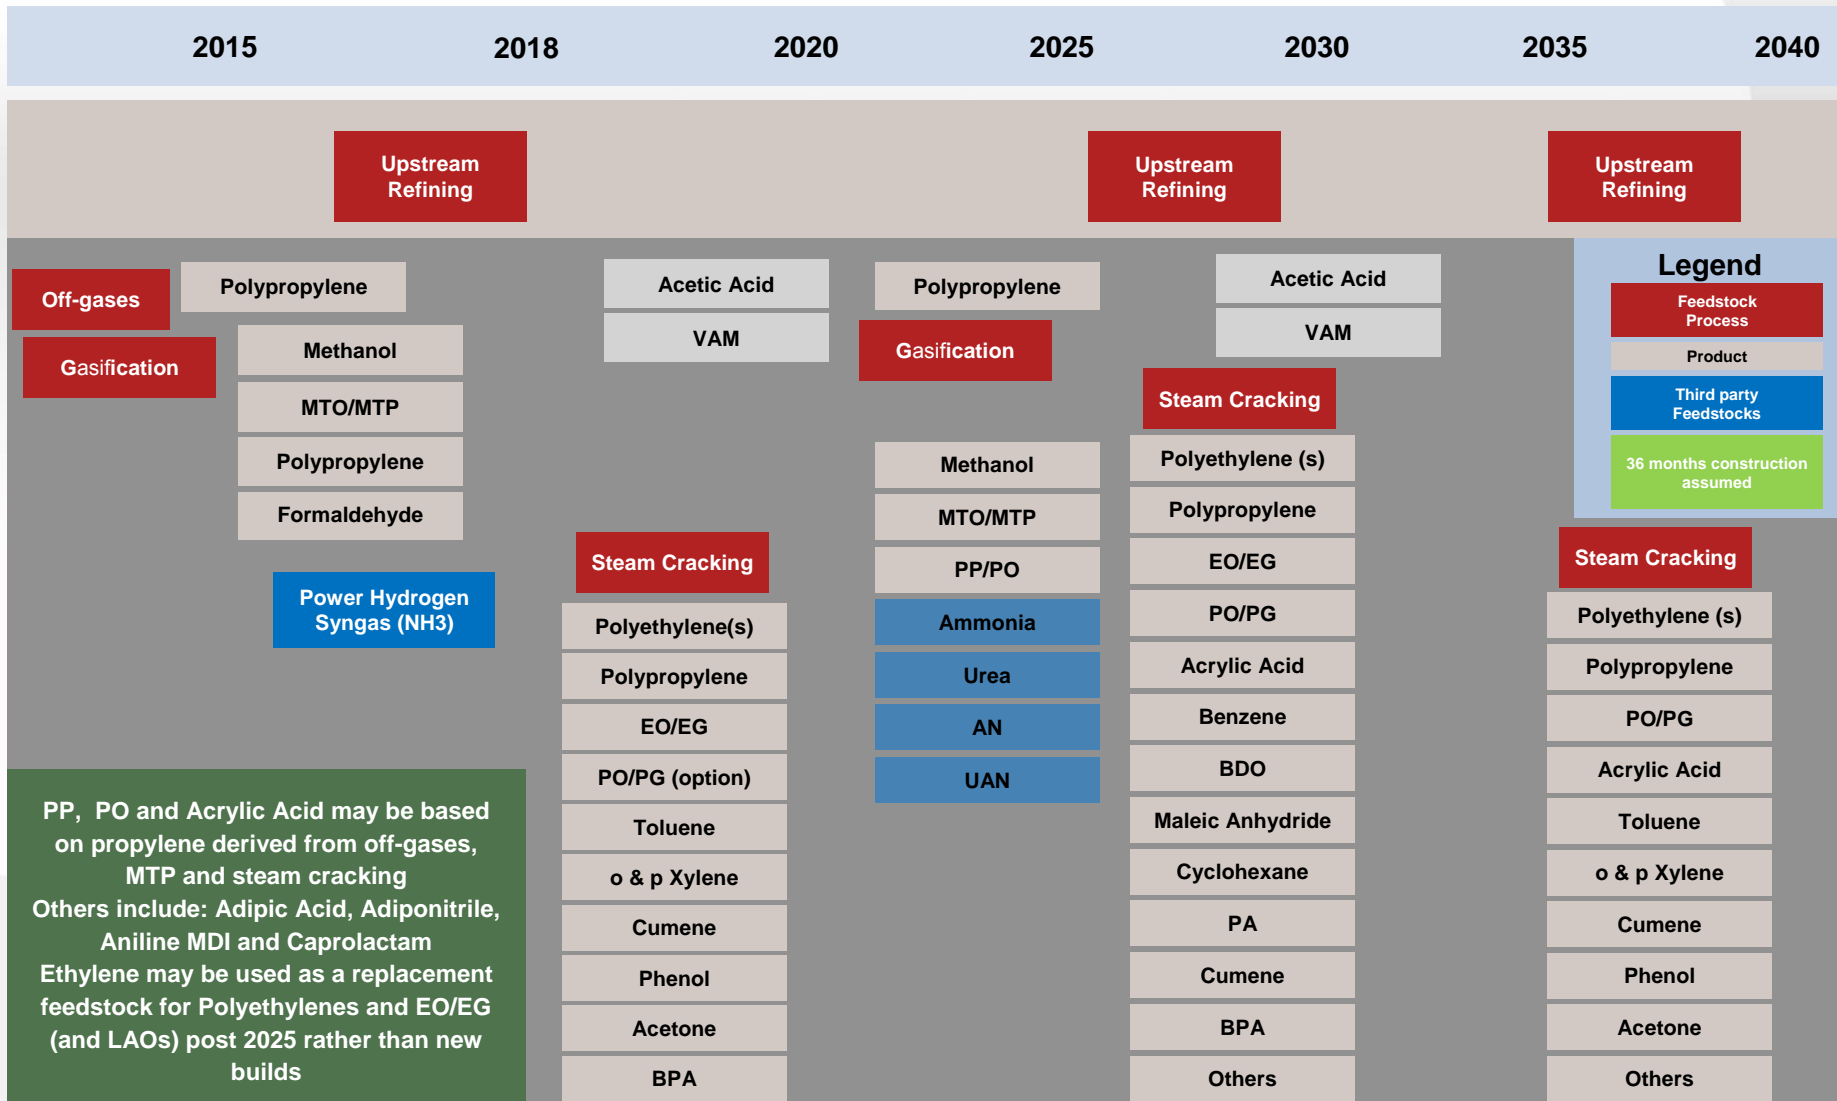 2015 2018 2020 2025 2030 2035 2040
Upstream
Refining
Upstream
Refining
Upstream
Refining
Off-gases
Polypropylene
Gasification
Methanol
MTO/MTP
Polypropylene
Formaldehyde
Power Hydrogen
Syngas (NH3)
Acetic Acid
VAM
Steam Cracking
Polyethylene(s)
Polypropylene
EO/EG
PO/PG (option)
Toluene
o & p Xylene
Cumene
Phenol
Acetone
BPA
Polypropylene
Gasification
Methanol
MTO/MTP
PP/PO
Ammonia
Urea
AN
UAN
Acetic Acid
VAM
Steam Cracking
Polyethylene (s)
Polypropylene
EO/EG
PO/PG
Acrylic Acid
Benzene
BDO
Maleic Anhydride
Cyclohexane
PA
Cumene
BPA
Others
Legend
Feedstock
Process
Product
Third party
Feedstocks
36 months construction
assumed
Steam Cracking
Polyethylene (s)
Polypropylene
PO/PG
Acrylic Acid
Toluene
o & p Xylene
Cumene
Phenol
Acetone
Others
PP, PO and Acrylic Acid may be based
on propylene derived from off-gases,
MTP and steam cracking
Others include: Adipic Acid, Adiponitrile,
Aniline MDI and Caprolactam
Ethylene may be used as a replacement
feedstock for Polyethylenes and EO/EG
(and LAOs) post 2025 rather than new
builds